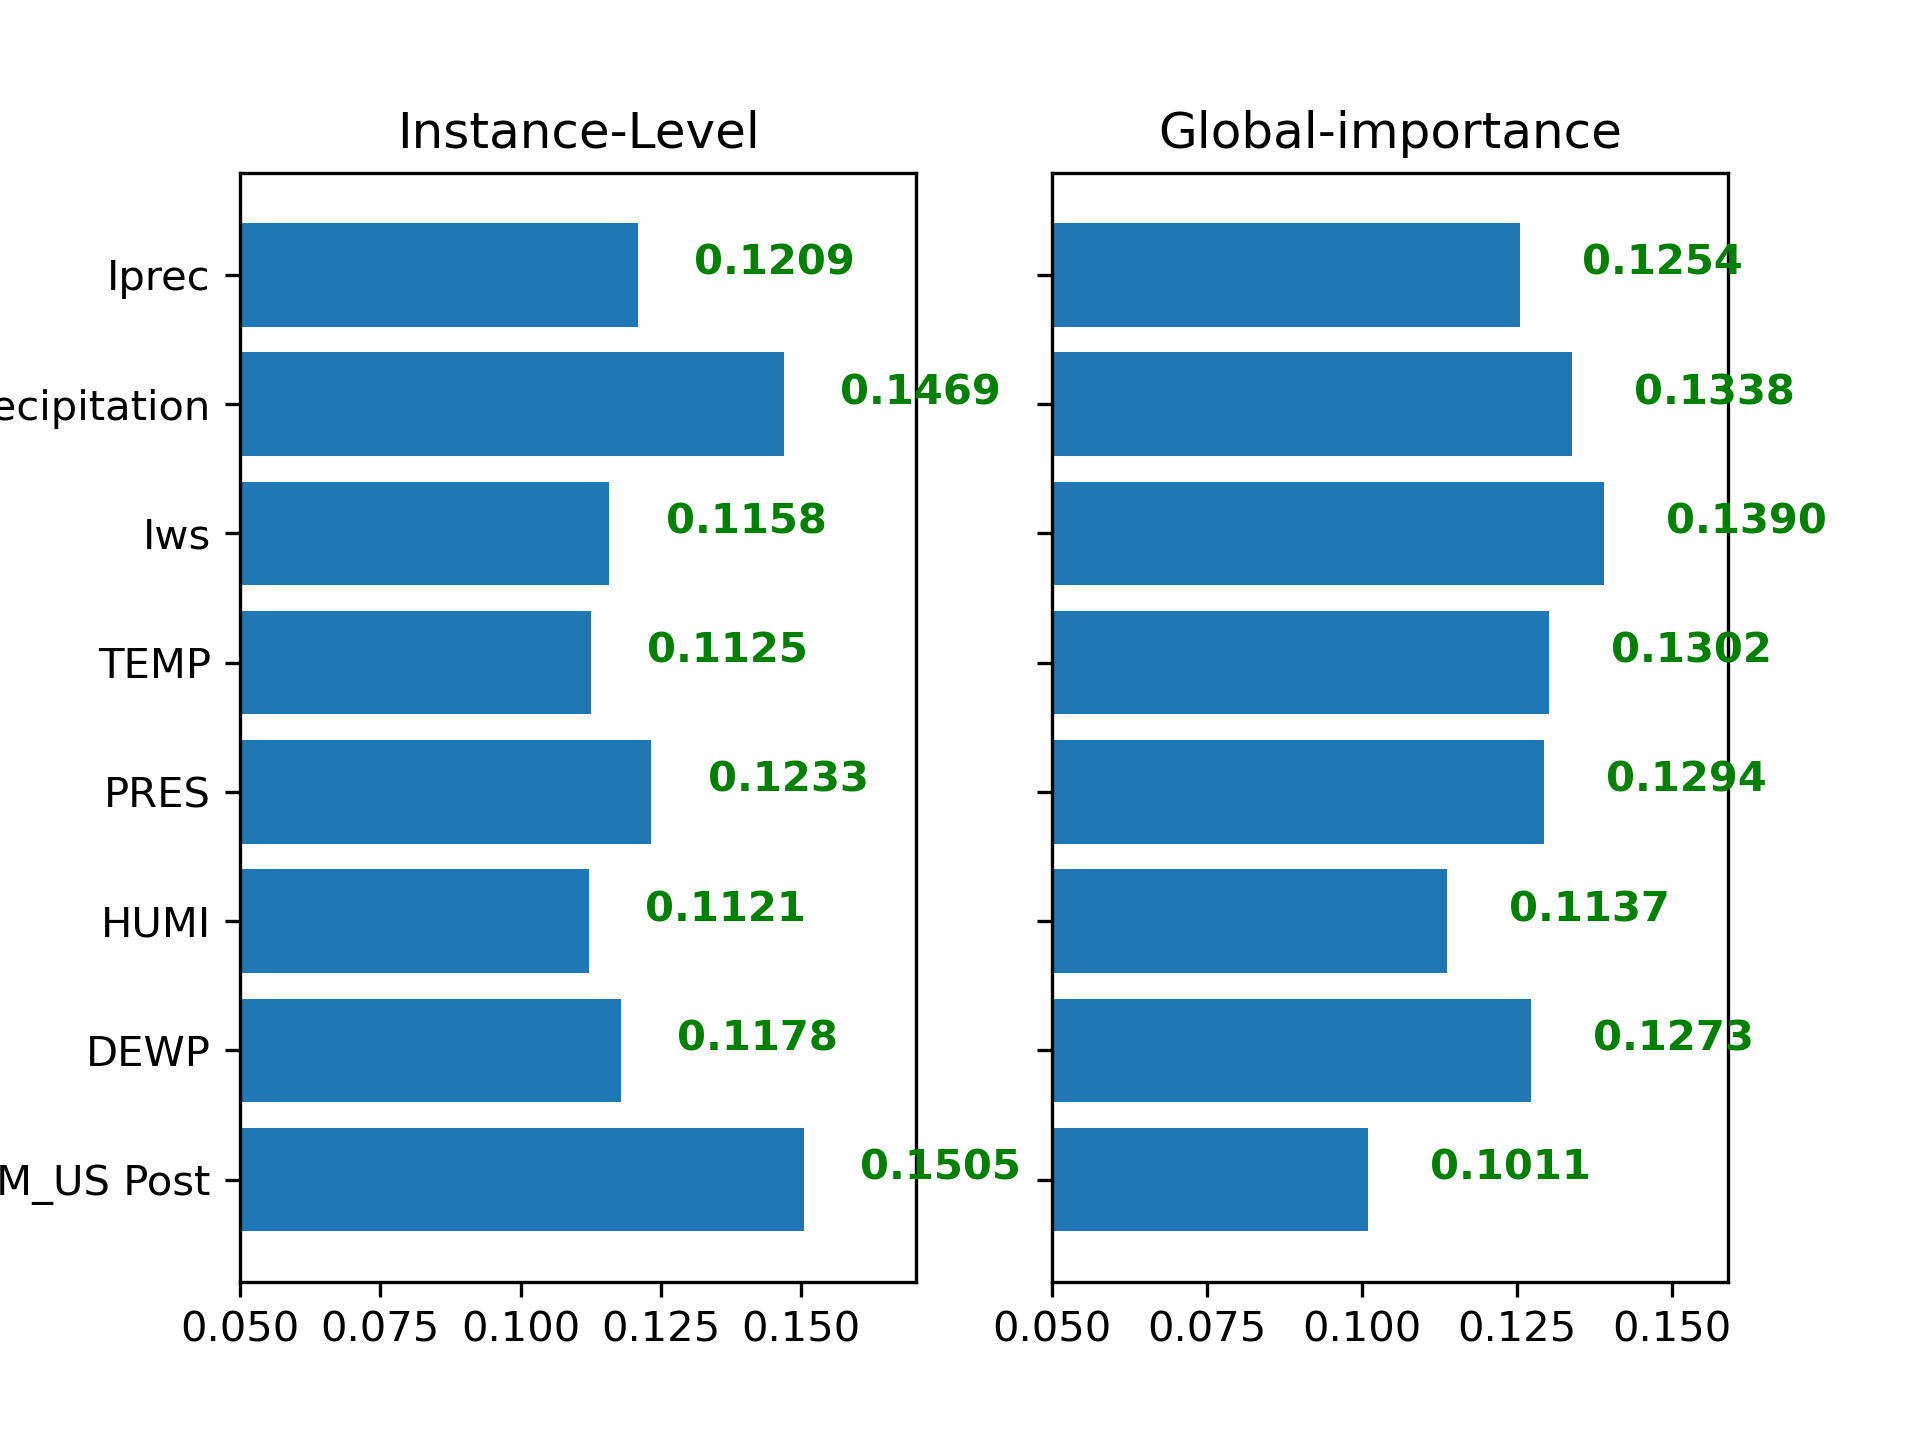 Instance-Level Global-importance
Iprec 0.1209 0.1254
ecipitation 0.1469 0.1338
Iws 0.1158 0.1390
TEMP 0.1125 0.1302
PRES 0.1233 0.1294
HUMI 0.1121 0.1137
DEWP 0.1178 0.1273
M_US Post 0.1505 0.1011
0.050 0.075 0.100 0.125 0.150 0.050 0.075 0.100 0.125 0.150